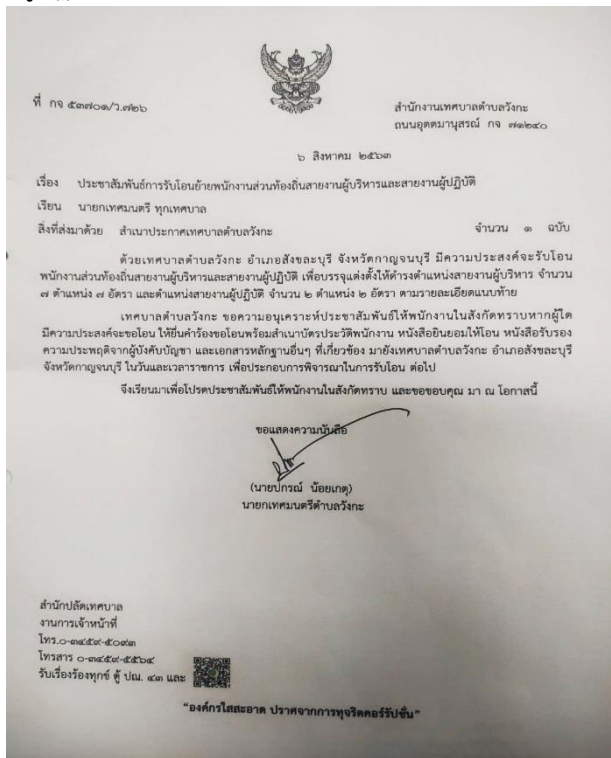 ที่ กจ ๕๓๗๐๑/ว.๗๒๖
สำนักงานเทศบาลตำบลวังกะ
ถนนอุตตมานุสรณ์ กจ ๗๑๒๔๐
๖ สิงหาคม ๒๕๖๓
เรื่อง ประชาสัมพันธ์การรับโอนย้ายพนักงานส่วนท้องถิ่นสายงานผู้บริหารและสายงานผู้ปฏิบัติ
เรียน นายกเทศมนตรี ทุกเทศบาล
สิ่งที่ส่งมาด้วย สำเนาประกาศเทศบาลตำบลวังกะ จำนวน ๑ ฉบับ
ด้วยเทศบาลตำบลวังกะ อำเภอสังขละบุรี จังหวัดกาญจนบุรี มีความประสงค์จะรับโอน
พนักงานส่วนท้องถิ่นสายงานผู้บริหารและสายงานผู้ปฏิบัติ เพื่อบรรจุแต่งตั้งให้ดำรงตำแหน่งสายงานผู้บริหาร จำนวน
๗ ตำแหน่ง ๗ อัตรา และตำแหน่งสายงานผู้ปฏิบัติ จำนวน ๒ ตำแหน่ง ๒ อัตรา ตามรายละเอียดแนบท้าย
เทศบาลตำบลวังกะ ขอความอนุเคราะห์ประชาสัมพันธ์ให้พนักงานในสังกัดทราบหากผู้ใด
มีความประสงค์จะขอโอน ให้ยื่นคำร้องขอโอนพร้อมสำเนาบัตรประวัติพนักงาน หนังสือยินยอมให้โอน หนังสือรับรอง
ความประพฤติจากผู้บังคับบัญชา และเอกสารหลักฐานอื่นๆ ที่เกี่ยวข้อง มายังเทศบาลตำบลวังกะ อำเภอสังขละบุรี
จังหวัดกาญจนบุรี ในวันและเวลาราชการ เพื่อประกอบการพิจารณาในการรับโอน ต่อไป
จึงเรียนมาเพื่อโปรดประชาสัมพันธ์ให้พนักงานในสังกัดทราบ และขอขอบคุณ มา ณ โอกาสนี้
ขอแสดงความนับถือ
(นายปกรณ์ น้อยเกตุ)
นายกเทศมนตรีตำบลวังกะ
สำนักปลัดเทศบาล
งานการเจ้าหน้าที่
โทร.๐-๓๔๕๙-๕๐๙๓
โทรสาร ๐-๓๔๕๙-๕๕๖๔
รับเรื่องร้องทุกข์ ตู้ ปณ. ๔๓ และ
"องค์กรใสสะอาด ปราศจากการทุจริตคอร์รัปชั่น"